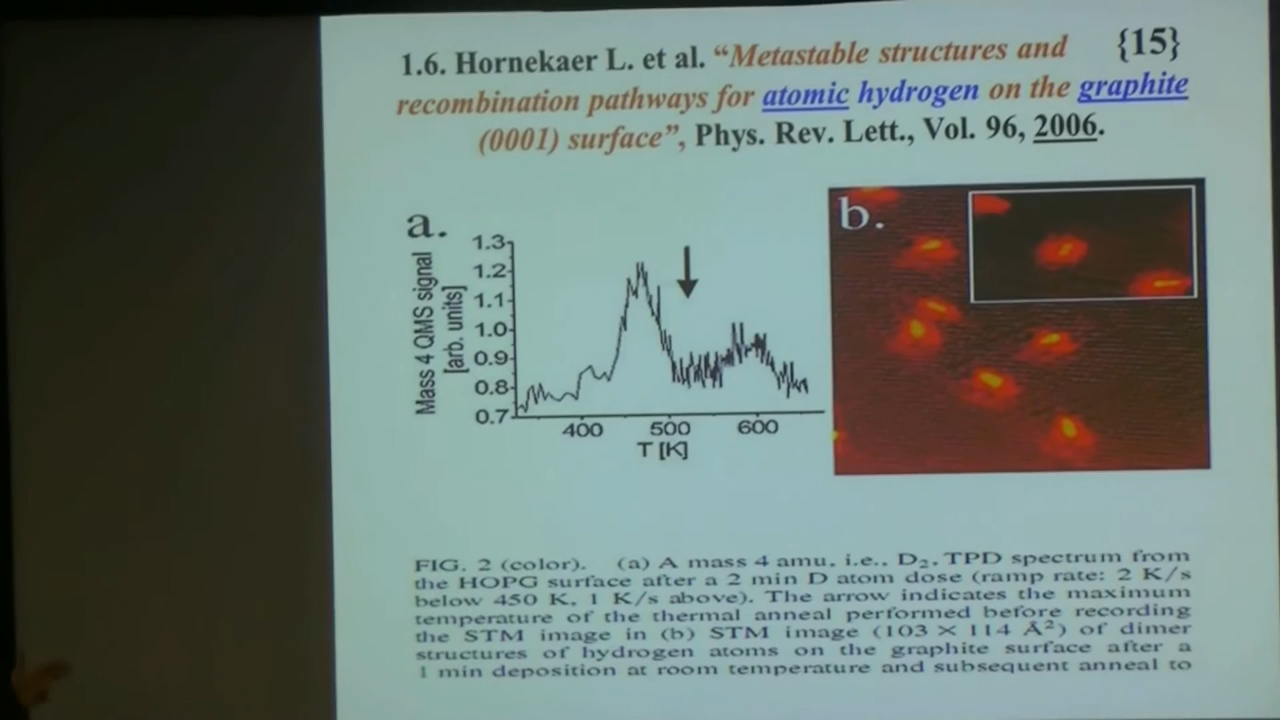 1.6. Hornekaer L. et al. “Metastable structures and {15}
recombination pathways for atomic hydrogen on the graphite
(0001) surface”, Phys. Rev. Lett., Vol. 96, 2006.
a.
Mass 4 QMS signal
[arb. units]
1.3
1.2
1.1
1.0
0.9
0.8
0.7
400 500 600
T [K]
b.
FIG. 2 (color). (a) A mass 4 amu, i.e., D₂, TPD spectrum from
the HOPG surface after a 2 min D atom dose (ramp rate: 2 K/s
below 450 K, 1 K/s above). The arrow indicates the maximum
temperature of the thermal anneal performed before recording
the STM image in (b) STM image (103 × 114 Å²) of dimer
structures of hydrogen atoms on the graphite surface after a
1 min deposition at room temperature and subsequent anneal to